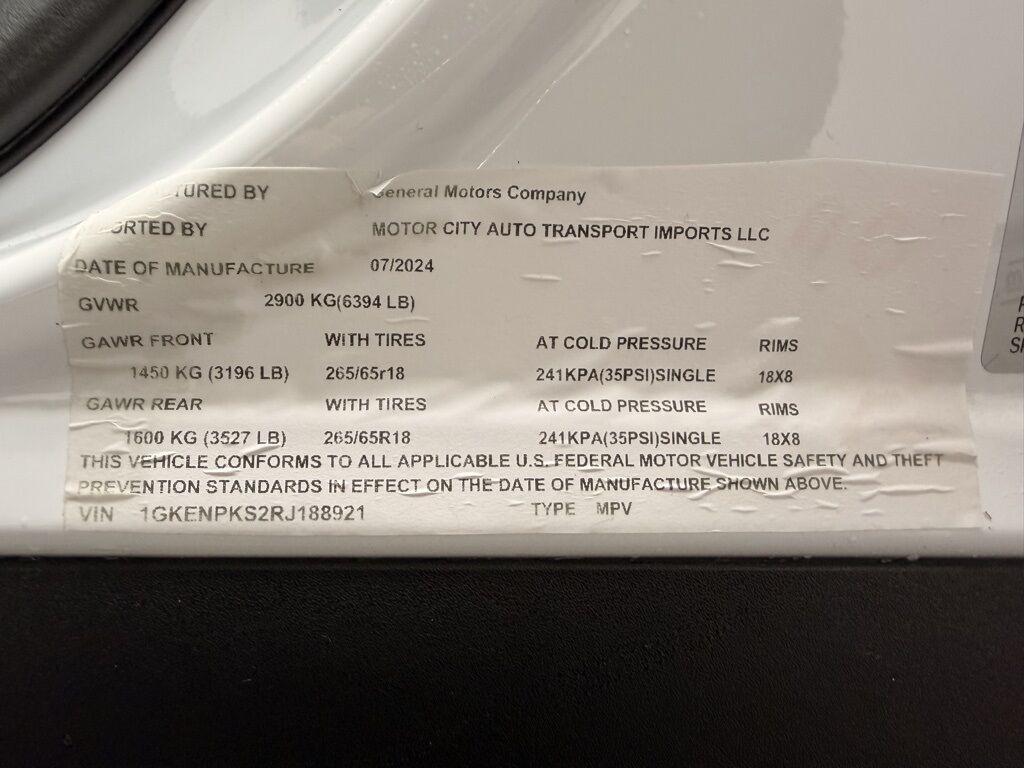 TURED BY General Motors Company
ORTED BY MOTOR CITY AUTO TRANSPORT IMPORTS LLC
DATE OF MANUFACTURE 07/2024
GVWR 2900 KG(6394 LB)
GAWR FRONT WITH TIRES AT COLD PRESSURE RIMS
1450 KG (3196 LB) 265/65r18 241KPA(35PSI)SINGLE 18X8
GAWR REAR WITH TIRES AT COLD PRESSURE RIMS
1600 KG (3527 LB) 265/65R18 241KPA(35PSI)SINGLE 18X8
THIS VEHICLE CONFORMS TO ALL APPLICABLE U.S. FEDERAL MOTOR VEHICLE SAFETY AND THEFT
PREVENTION STANDARDS IN EFFECT ON THE DATE OF MANUFACTURE SHOWN ABOVE.
VIN 1GKENPKS2RJ188921 TYPE MPV